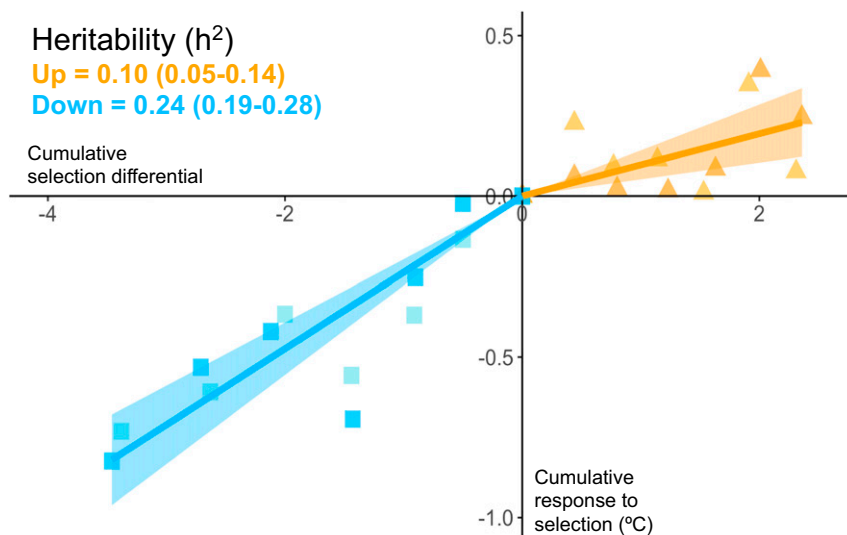 Heritability (h²)
Up = 0.10 (0.05-0.14)
Down = 0.24 (0.19-0.28)
Cumulative
selection differential
0.5
0.0
-4
-2
0
2
-0.5
-1.0
Cumulative
response to
selection (ºC)